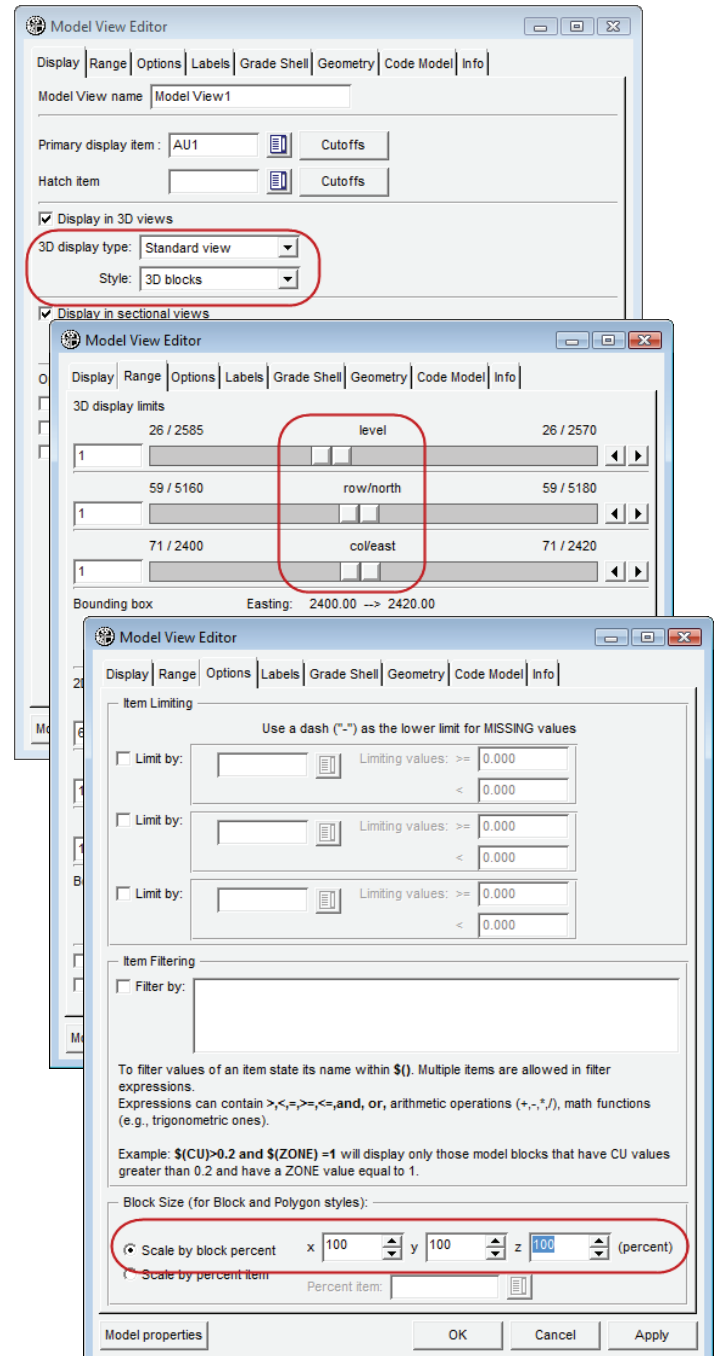 Model View Editor
Display Range Options Labels Grade Shell Geometry Code Model Info
Model View name Model View1
Primary display item : AU1 Cutoffs
Hatch item Cutoffs
Display in 3D views
3D display type: Standard view
Style: 3D blocks
Display in sectional views
Model View Editor
Display Range Options Labels Grade Shell Geometry Code Model Info
3D display limits
26 / 2585 level 26 / 2570
1
59 / 5160 row/north 59 / 5180
1
71 / 2400 col/east 71 / 2420
1
Bounding box Easting: 2400.00 --> 2420.00
Model View Editor
Display Range Options Labels Grade Shell Geometry Code Model Info
Item Limiting
Use a dash ("-") as the lower limit for MISSING values
Limit by: Limiting values: >= 0.000
< 0.000
Limit by: Limiting values: >= 0.000
< 0.000
Limit by: Limiting values: >= 0.000
< 0.000
Item Filtering
Filter by:
To filter values of an item state its name within $(). Multiple items are allowed in filter
expressions.
Expressions can contain >,<,=,>=,<=,and, or, arithmetic operations (+,-,*,/), math functions
(e.g., trigonometric ones).
Example: $(CU)>0.2 and $(ZONE) =1 will display only those model blocks that have CU values
greater than 0.2 and have a ZONE value equal to 1.
Block Size (for Block and Polygon styles):
Scale by block percent x 100 y 100 z 100 (percent)
Scale by percent item Percent item:
Model properties OK Cancel Apply